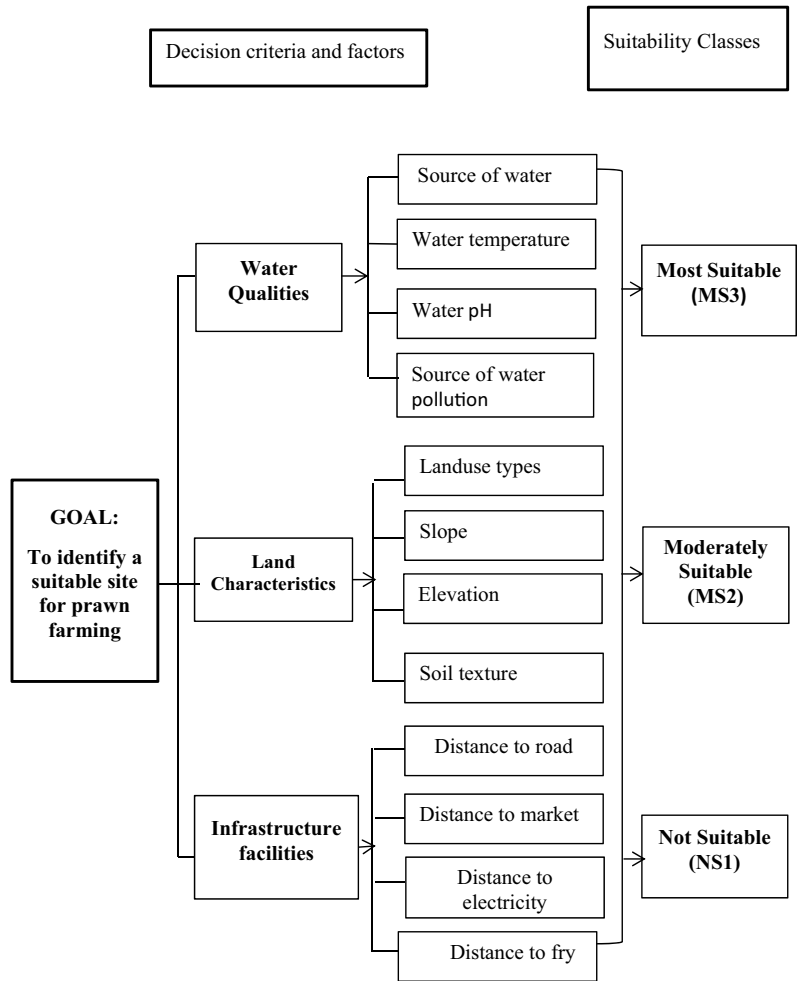 Decision criteria and factors
Suitability Classes
GOAL:
To identify a
suitable site
for prawn
farming
Water
Qualities
Source of water
Water temperature
Water pH
Source of water
pollution
Land
Characteristics
Landuse types
Slope
Elevation
Soil texture
Infrastructure
facilities
Distance to road
Distance to market
Distance to
electricity
Distance to fry
Most Suitable
(MS3)
Moderately
Suitable
(MS2)
Not Suitable
(NS1)